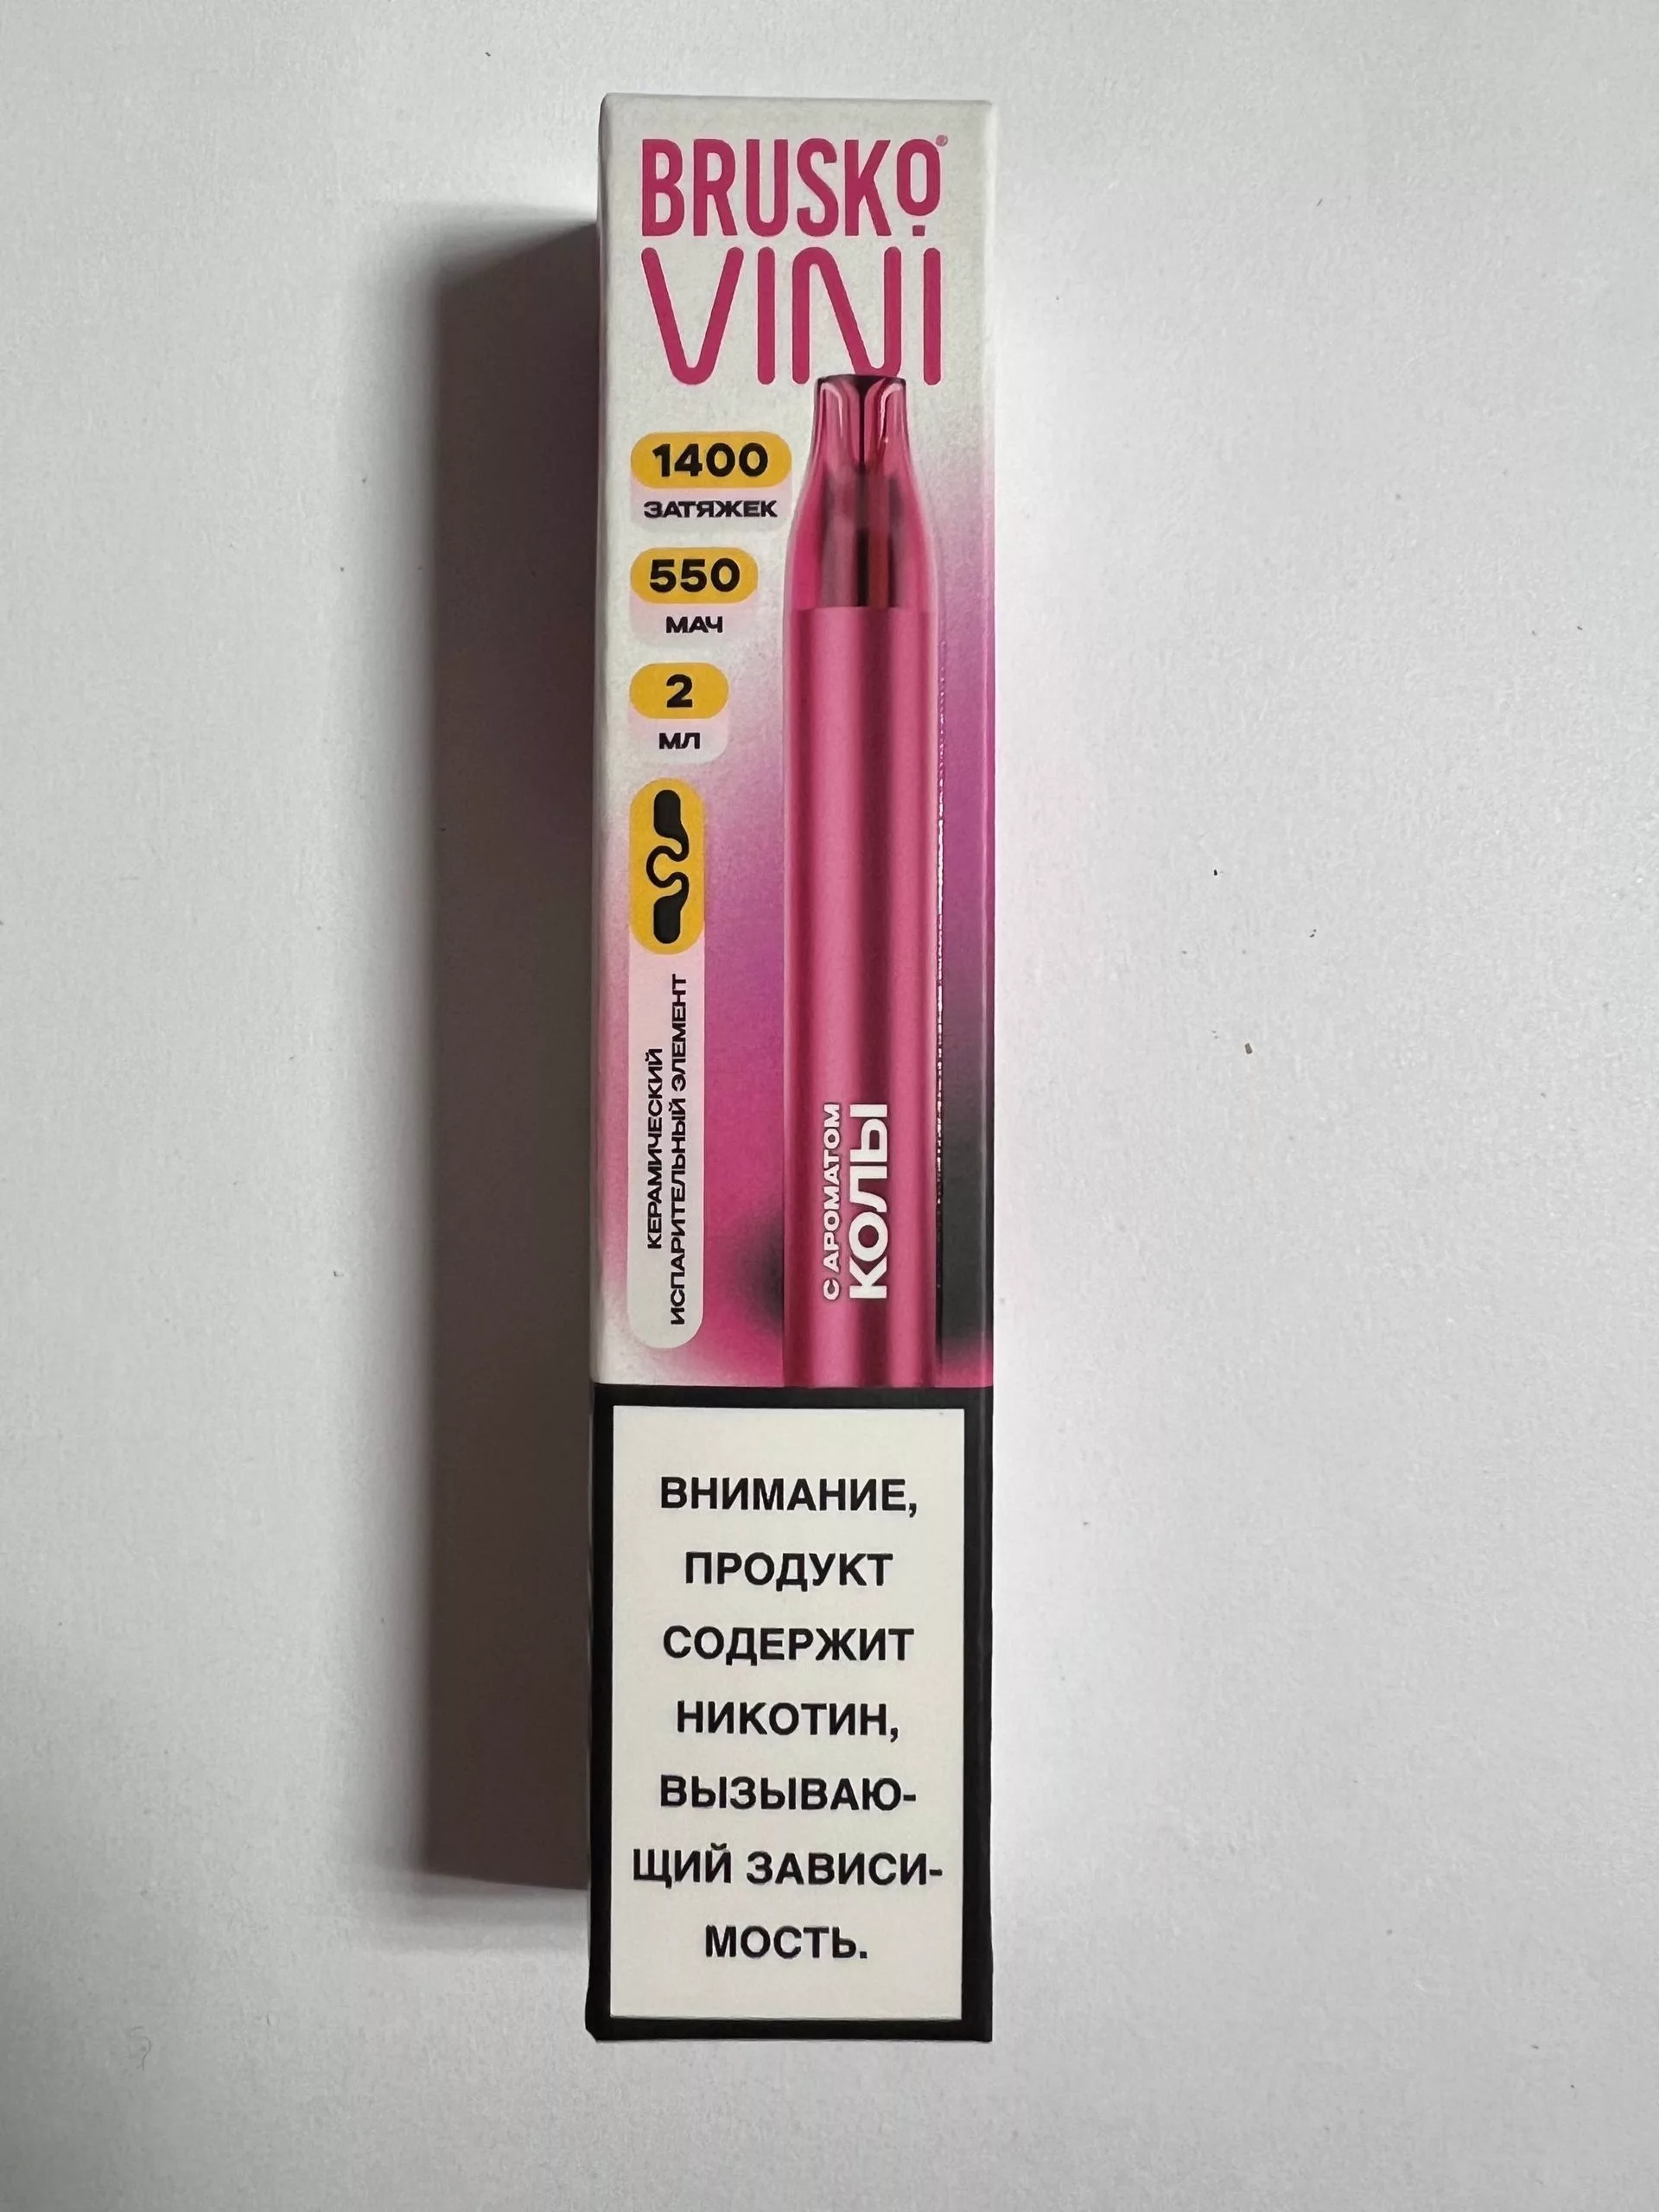 BRUSKO®
VINI
1400
ЗАТЯЖЕК
550
МАЧ
2
МЛ
КЕРАМИЧЕСКИЙ
ИСПАРИТЕЛЬНЫЙ ЭЛЕМЕНТ
С АРОМАТОМ
КОЛЫ
ВНИМАНИЕ,
ПРОДУКТ
СОДЕРЖИТ
НИКОТИН,
ВЫЗЫВАЮ-
ЩИЙ ЗАВИСИ-
МОСТЬ.